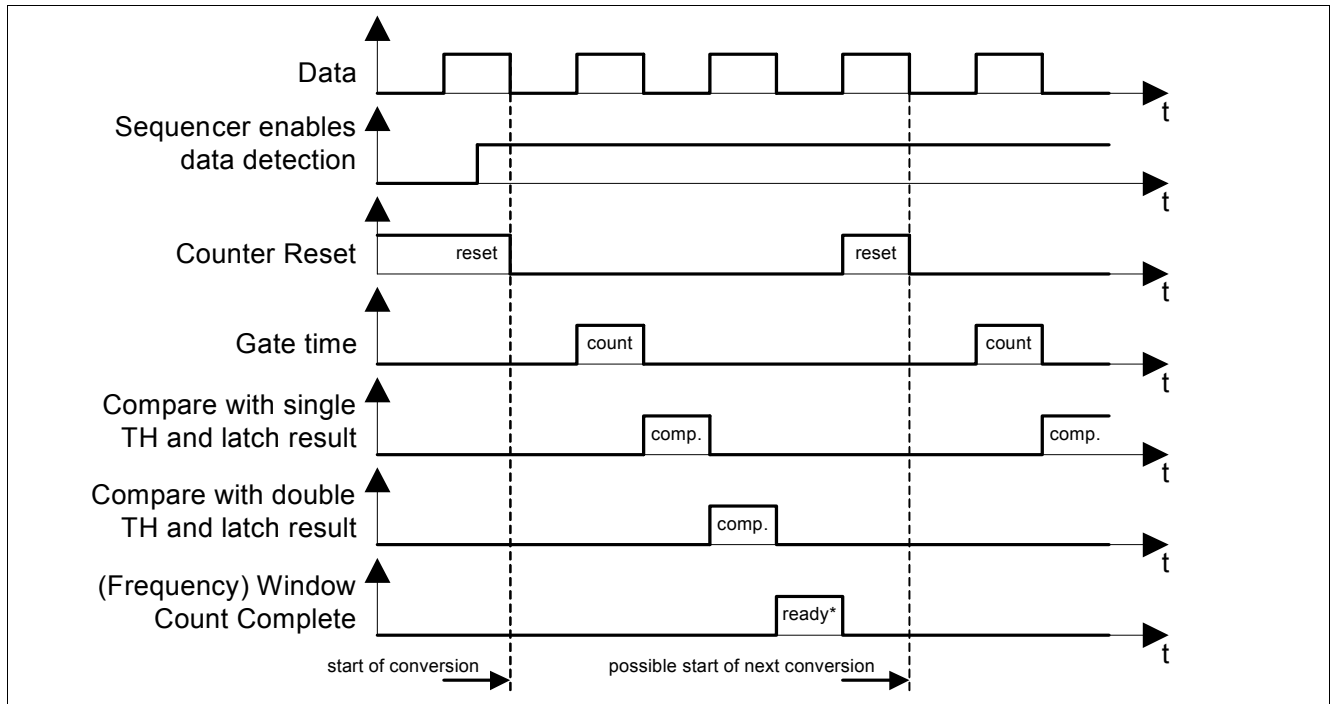 Data
t
Sequencer enables
data detection
t
Counter Reset
reset
reset
t
Gate time
count
count
t
Compare with single
TH and latch result
comp.
comp.
t
Compare with double
TH and latch result
comp.
t
(Frequency) Window
Count Complete
ready*
t
start of conversion
possible start of next conversion